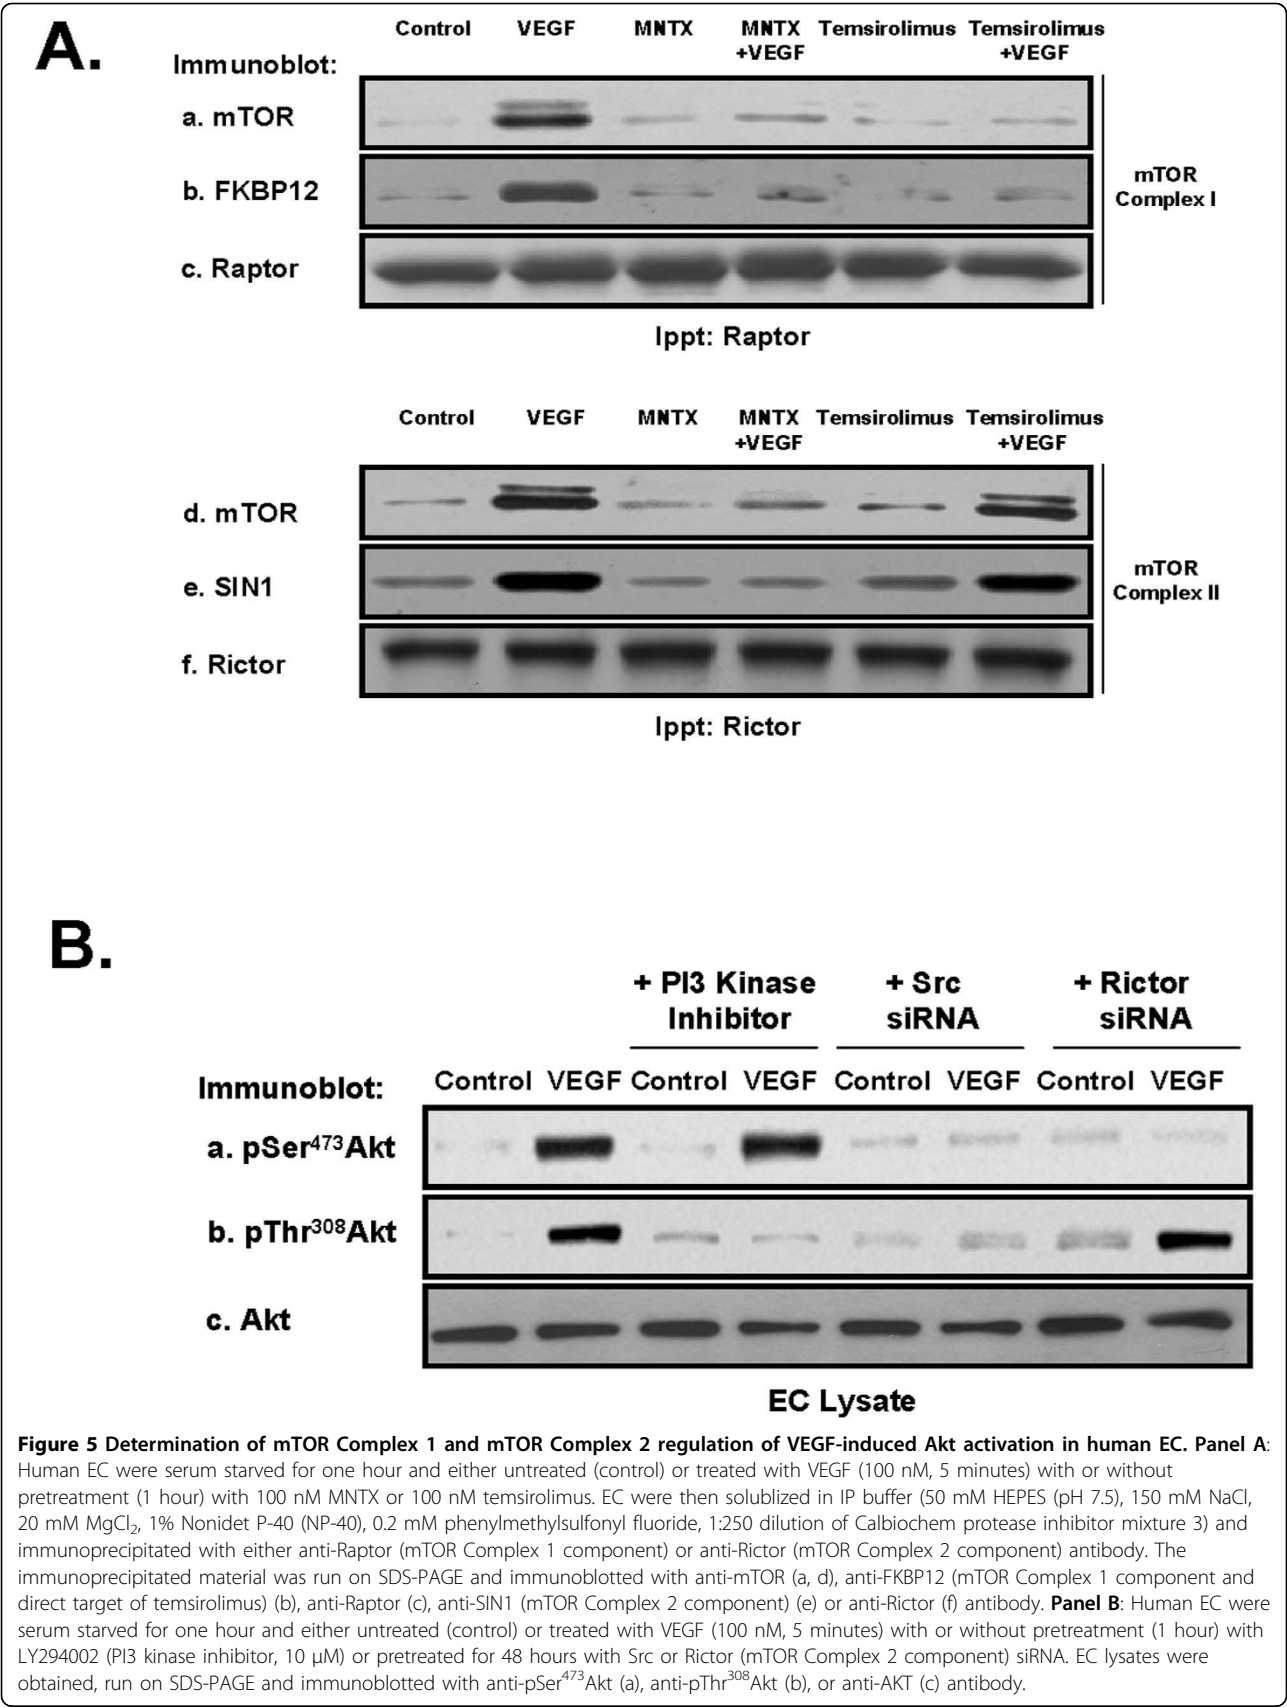 A.
Control VEGF MNTX MNTX Temsirolimus Temsirolimus
+VEGF +VEGF
Immunoblot:
a. mTOR
b. FKBP12
c. Raptor
mTOR
Complex I
Ippt: Raptor
Control VEGF MNTX MNTX Temsirolimus Temsirolimus
+VEGF +VEGF
d. mTOR
e. SIN1
f. Rictor
mTOR
Complex II
Ippt: Rictor
B.
+ PI3 Kinase + Src + Rictor
Inhibitor siRNA siRNA
Immunoblot: Control VEGF Control VEGF Control VEGF Control VEGF
a. pSer⁴⁷³Akt
b. pThr³⁰⁸Akt
c. Akt
EC Lysate
Figure 5 Determination of mTOR Complex 1 and mTOR Complex 2 regulation of VEGF-induced Akt activation in human EC. Panel A:
Human EC were serum starved for one hour and either untreated (control) or treated with VEGF (100 nM, 5 minutes) with or without
pretreatment (1 hour) with 100 nM MNTX or 100 nM temsirolimus. EC were then solublized in IP buffer (50 mM HEPES (pH 7.5), 150 mM NaCl,
20 mM MgCl₂, 1% Nonidet P-40 (NP-40), 0.2 mM phenylmethylsulfonyl fluoride, 1:250 dilution of Calbiochem protease inhibitor mixture 3) and
immunoprecipitated with either anti-Raptor (mTOR Complex 1 component) or anti-Rictor (mTOR Complex 2 component) antibody. The
immunoprecipitated material was run on SDS-PAGE and immunoblotted with anti-mTOR (a, d), anti-FKBP12 (mTOR Complex 1 component and
direct target of temsirolimus) (b), anti-Raptor (c), anti-SIN1 (mTOR Complex 2 component) (e) or anti-Rictor (f) antibody. Panel B: Human EC were
serum starved for one hour and either untreated (control) or treated with VEGF (100 nM, 5 minutes) with or without pretreatment (1 hour) with
LY294002 (PI3 kinase inhibitor, 10 μM) or pretreated for 48 hours with Src or Rictor (mTOR Complex 2 component) siRNA. EC lysates were
obtained, run on SDS-PAGE and immunoblotted with anti-pSer⁴⁷³Akt (a), anti-pThr³⁰⁸Akt (b), or anti-AKT (c) antibody.